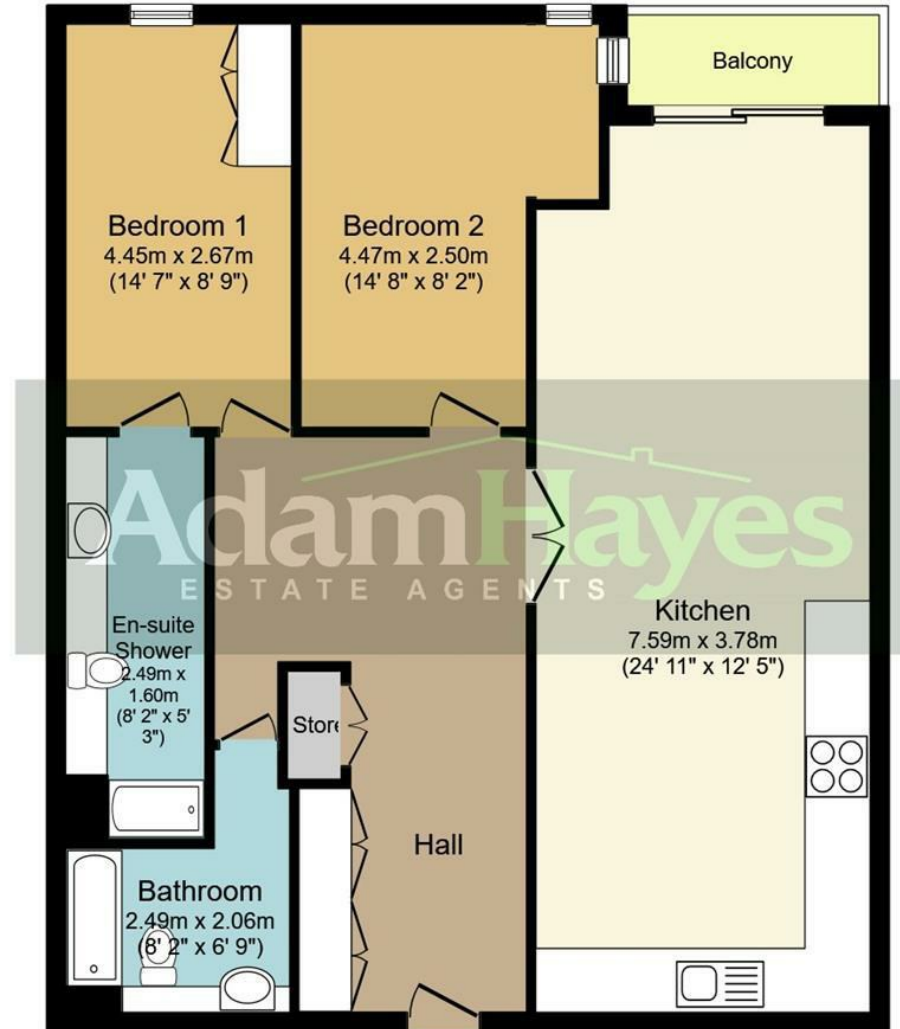 Balcony
Bedroom 1
4.45m x 2.67m
(14' 7" x 8' 9")
Bedroom 2
4.47m x 2.50m
(14' 8" x 8' 2")
AdamHayes
ESTATE AGENTS
En-suite
Shower
2.49m x
1.60m
(8' 2" x 5'
3")
Kitchen
7.59m x 3.78m
(24' 11" x 12' 5")
Store
Hall
Bathroom
2.49m x 2.06m
(8' 2" x 6' 9")